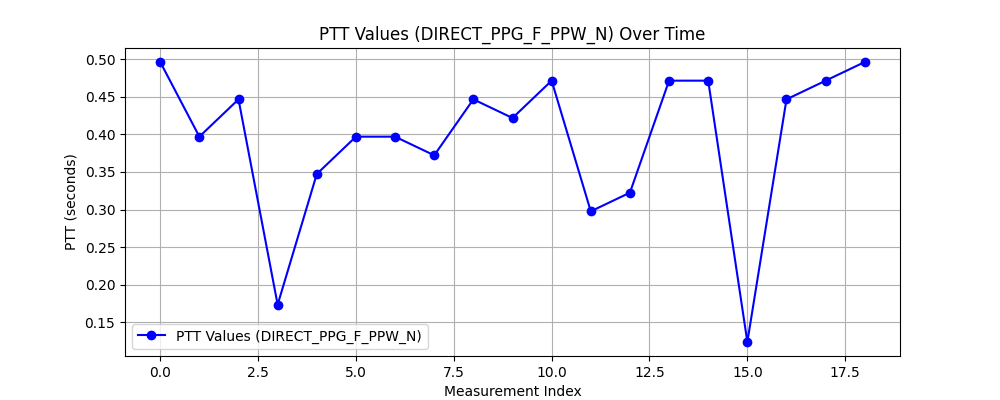 PTT Values (DIRECT_PPG_F_PPW_N) Over Time
0.50
0.45
0.40
0.35
0.30
0.25
0.20
0.15
PTT (seconds)
PTT Values (DIRECT_PPG_F_PPW_N)
0.0 2.5 5.0 7.5 10.0 12.5 15.0 17.5
Measurement Index